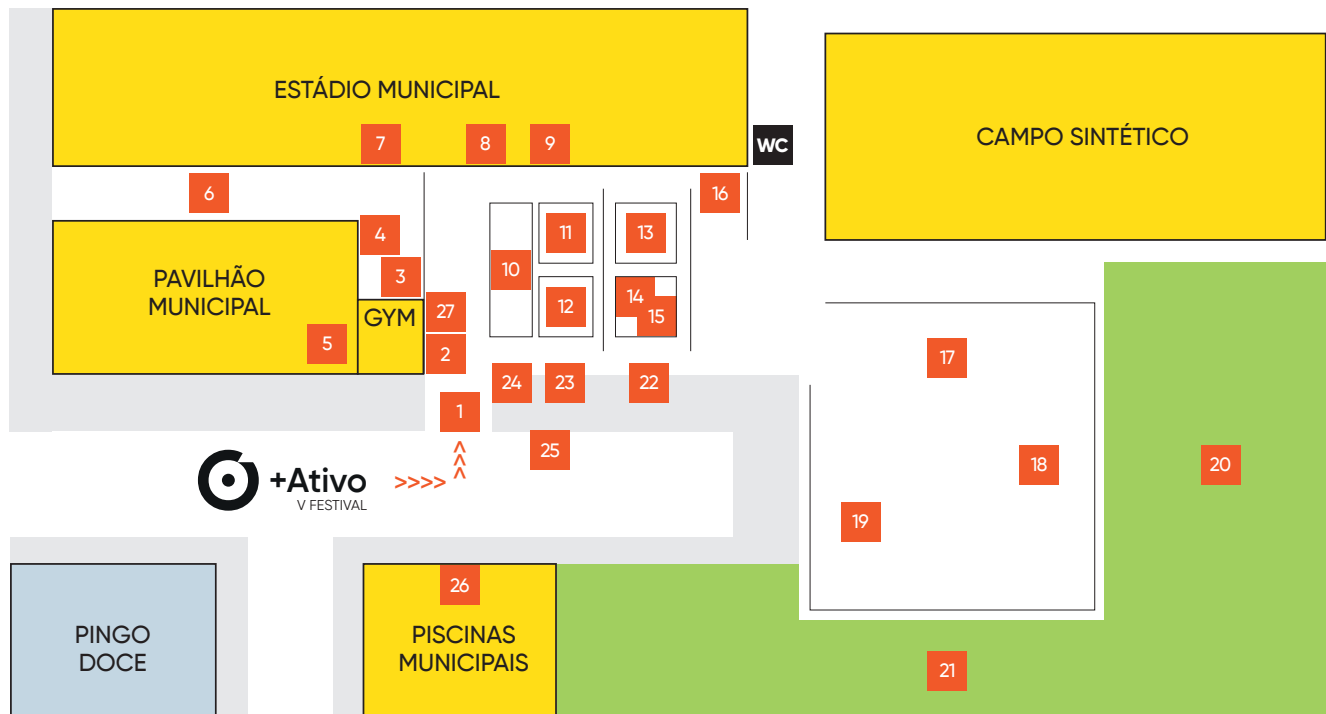 ESTÁDIO MUNICIPAL
7
8
9
WC
CAMPO SINTÉTICO
6
16
4
11
13
3
10
PAVILHÃO
MUNICIPAL
14
12
15
27
GYM
5
2
17
24
23
22
1
25
18
20
+Ativo
V FESTIVAL
>>>>
>>>
19
26
PINGO
DOCE
PISCINAS
MUNICIPAIS
21